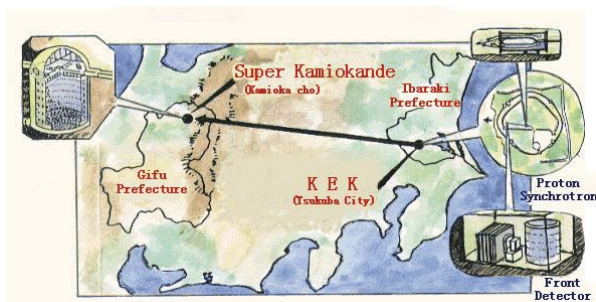 Super Kamiokande
(Kamioka cho)
Ibaraki
Prefecture
Gifu
Prefecture
K E K
(Tsukuba City)
Proton
Synchrotron
Front
Detector